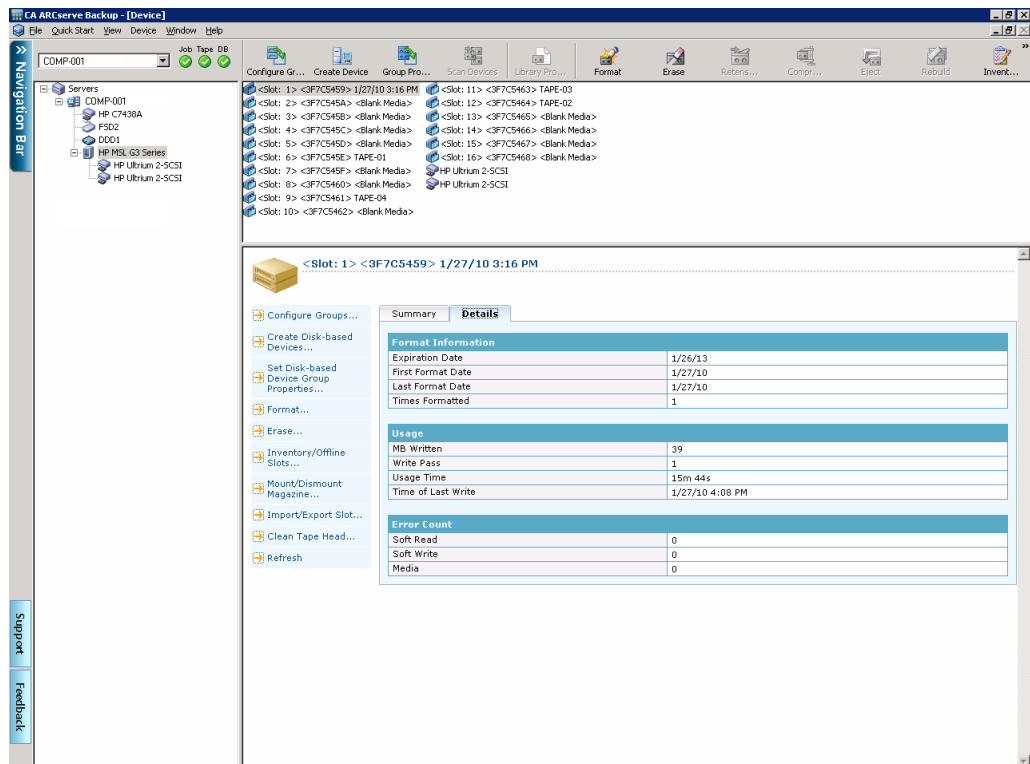 CA ARCserve Backup - [Device]
File Quick Start View Device Window Help
COMP-001
Job Tape DB
Configure Gr... Create Device Group Pro... Scan Devices Library Pro... Format Erase Retens... Compr... Eject Rebuild Invent...
Navigation Bar
Servers
COMP-001
HP C7438A
FSD2
DDD1
HP MSL G3 Series
HP Ultrium 2-SCSI
HP Ultrium 2-SCSI
<Slot: 1> <3F7C5459> 1/27/10 3:16 PM
<Slot: 2> <3F7C545A> <Blank Media>
<Slot: 3> <3F7C545B> <Blank Media>
<Slot: 4> <3F7C545C> <Blank Media>
<Slot: 5> <3F7C545D> <Blank Media>
<Slot: 6> <3F7C545E> TAPE-01
<Slot: 7> <3F7C545F> <Blank Media>
<Slot: 8> <3F7C5460> <Blank Media>
<Slot: 9> <3F7C5461> TAPE-04
<Slot: 10> <3F7C5462> <Blank Media>
<Slot: 11> <3F7C5463> TAPE-03
<Slot: 12> <3F7C5464> TAPE-02
<Slot: 13> <3F7C5465> <Blank Media>
<Slot: 14> <3F7C5466> <Blank Media>
<Slot: 15> <3F7C5467> <Blank Media>
<Slot: 16> <3F7C5468> <Blank Media>
HP Ultrium 2-SCSI
HP Ultrium 2-SCSI
<Slot: 1> <3F7C5459> 1/27/10 3:16 PM
Configure Groups...
Create Disk-based
Devices...
Set Disk-based
Device Group
Properties...
Format...
Erase...
Inventory/Offline
Slots...
Mount/Dismount
Magazine...
Import/Export Slot...
Clean Tape Head...
Refresh
Summary Details
Format Information
Expiration Date 1/26/13
First Format Date 1/27/10
Last Format Date 1/27/10
Times Formatted 1
Usage
MB Written 39
Write Pass 1
Usage Time 15m 44s
Time of Last Write 1/27/10 4:08 PM
Error Count
Soft Read 0
Soft Write 0
Media 0
Support
Feedback